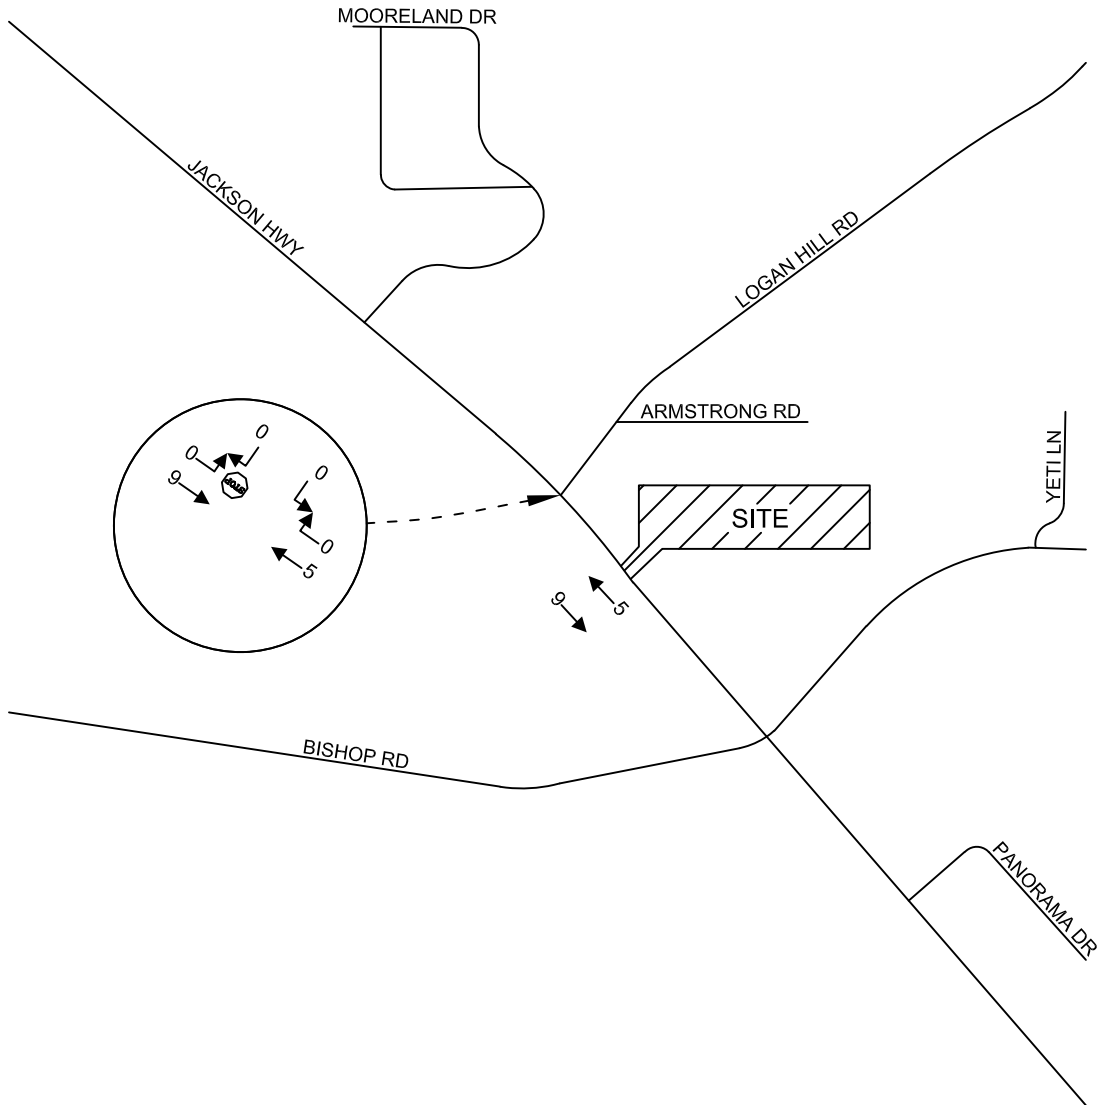 MOORELAND DR
JACKSON HWY
LOGAN HILL RD
ARMSTRONG RD
YETI LN
0
0
9
STOP
0
0
5
SITE
9
5
BISHOP RD
PANORAMA DR